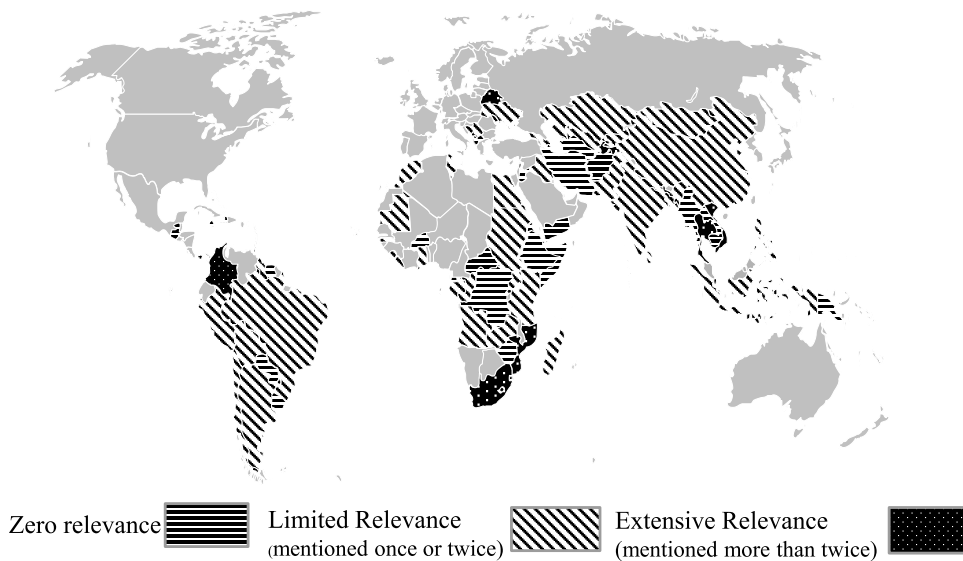 Zero relevance
Limited Relevance
(mentioned once or twice)
Extensive Relevance
(mentioned more than twice)